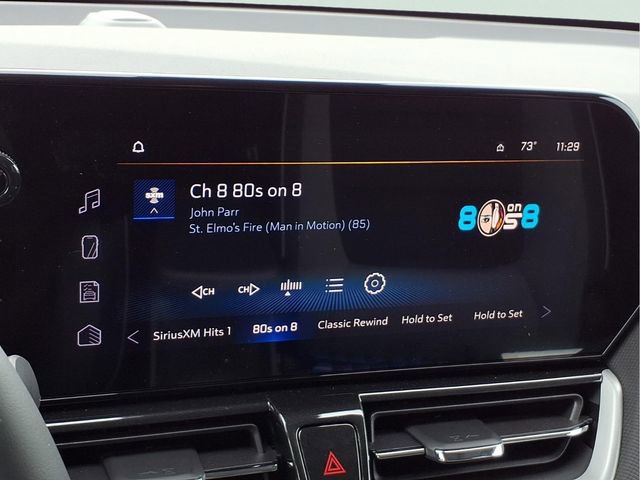 73° 11:29
sxm
Ch 8 80s on 8
John Parr
St. Elmo's Fire (Man in Motion) (85)
80s on 8
CH CH
SiriusXM Hits 1 80s on 8 Classic Rewind Hold to Set Hold to Set